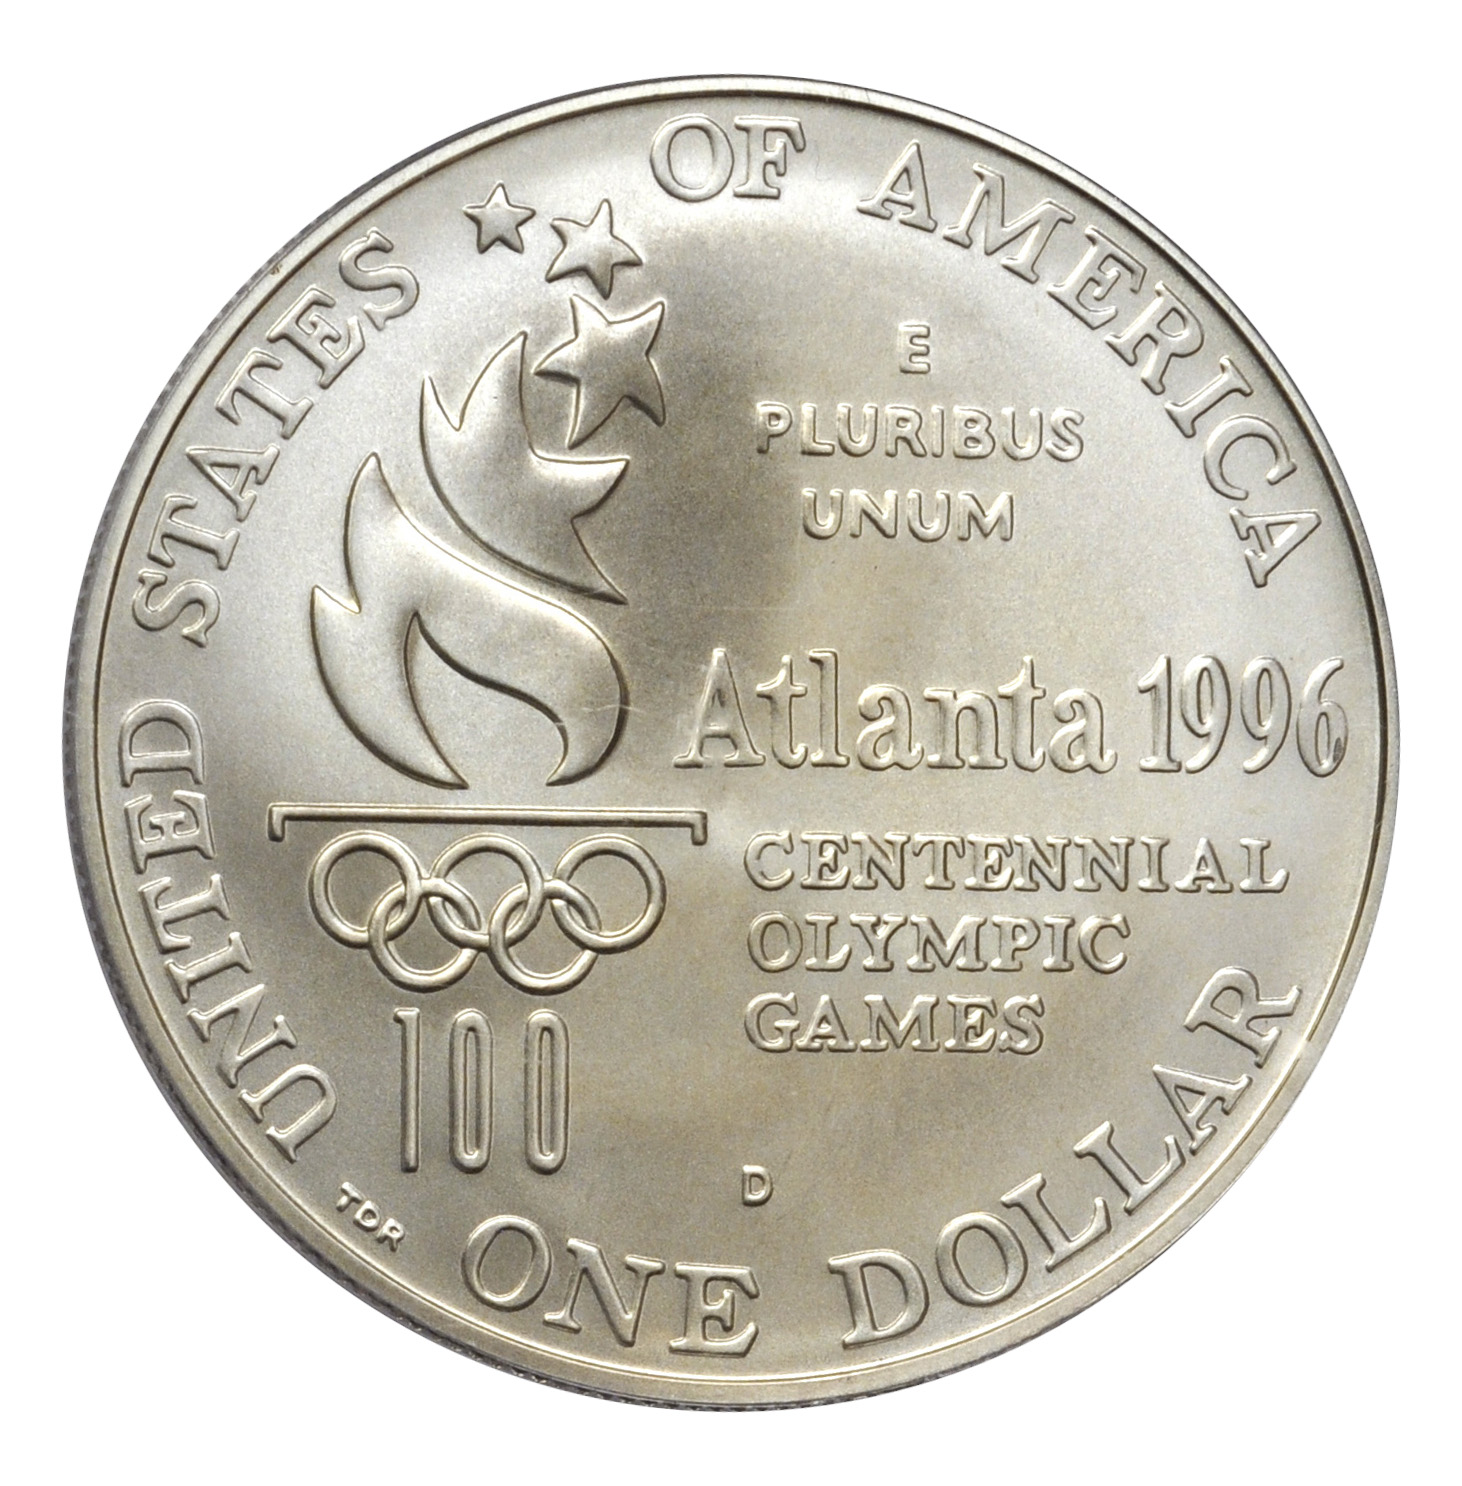 UNITED STATES OF AMERICA
E
PLURIBUS
UNUM
Atlanta 1996
CENTENNIAL
OLYMPIC
GAMES
100
D
TDR
ONE DOLLAR